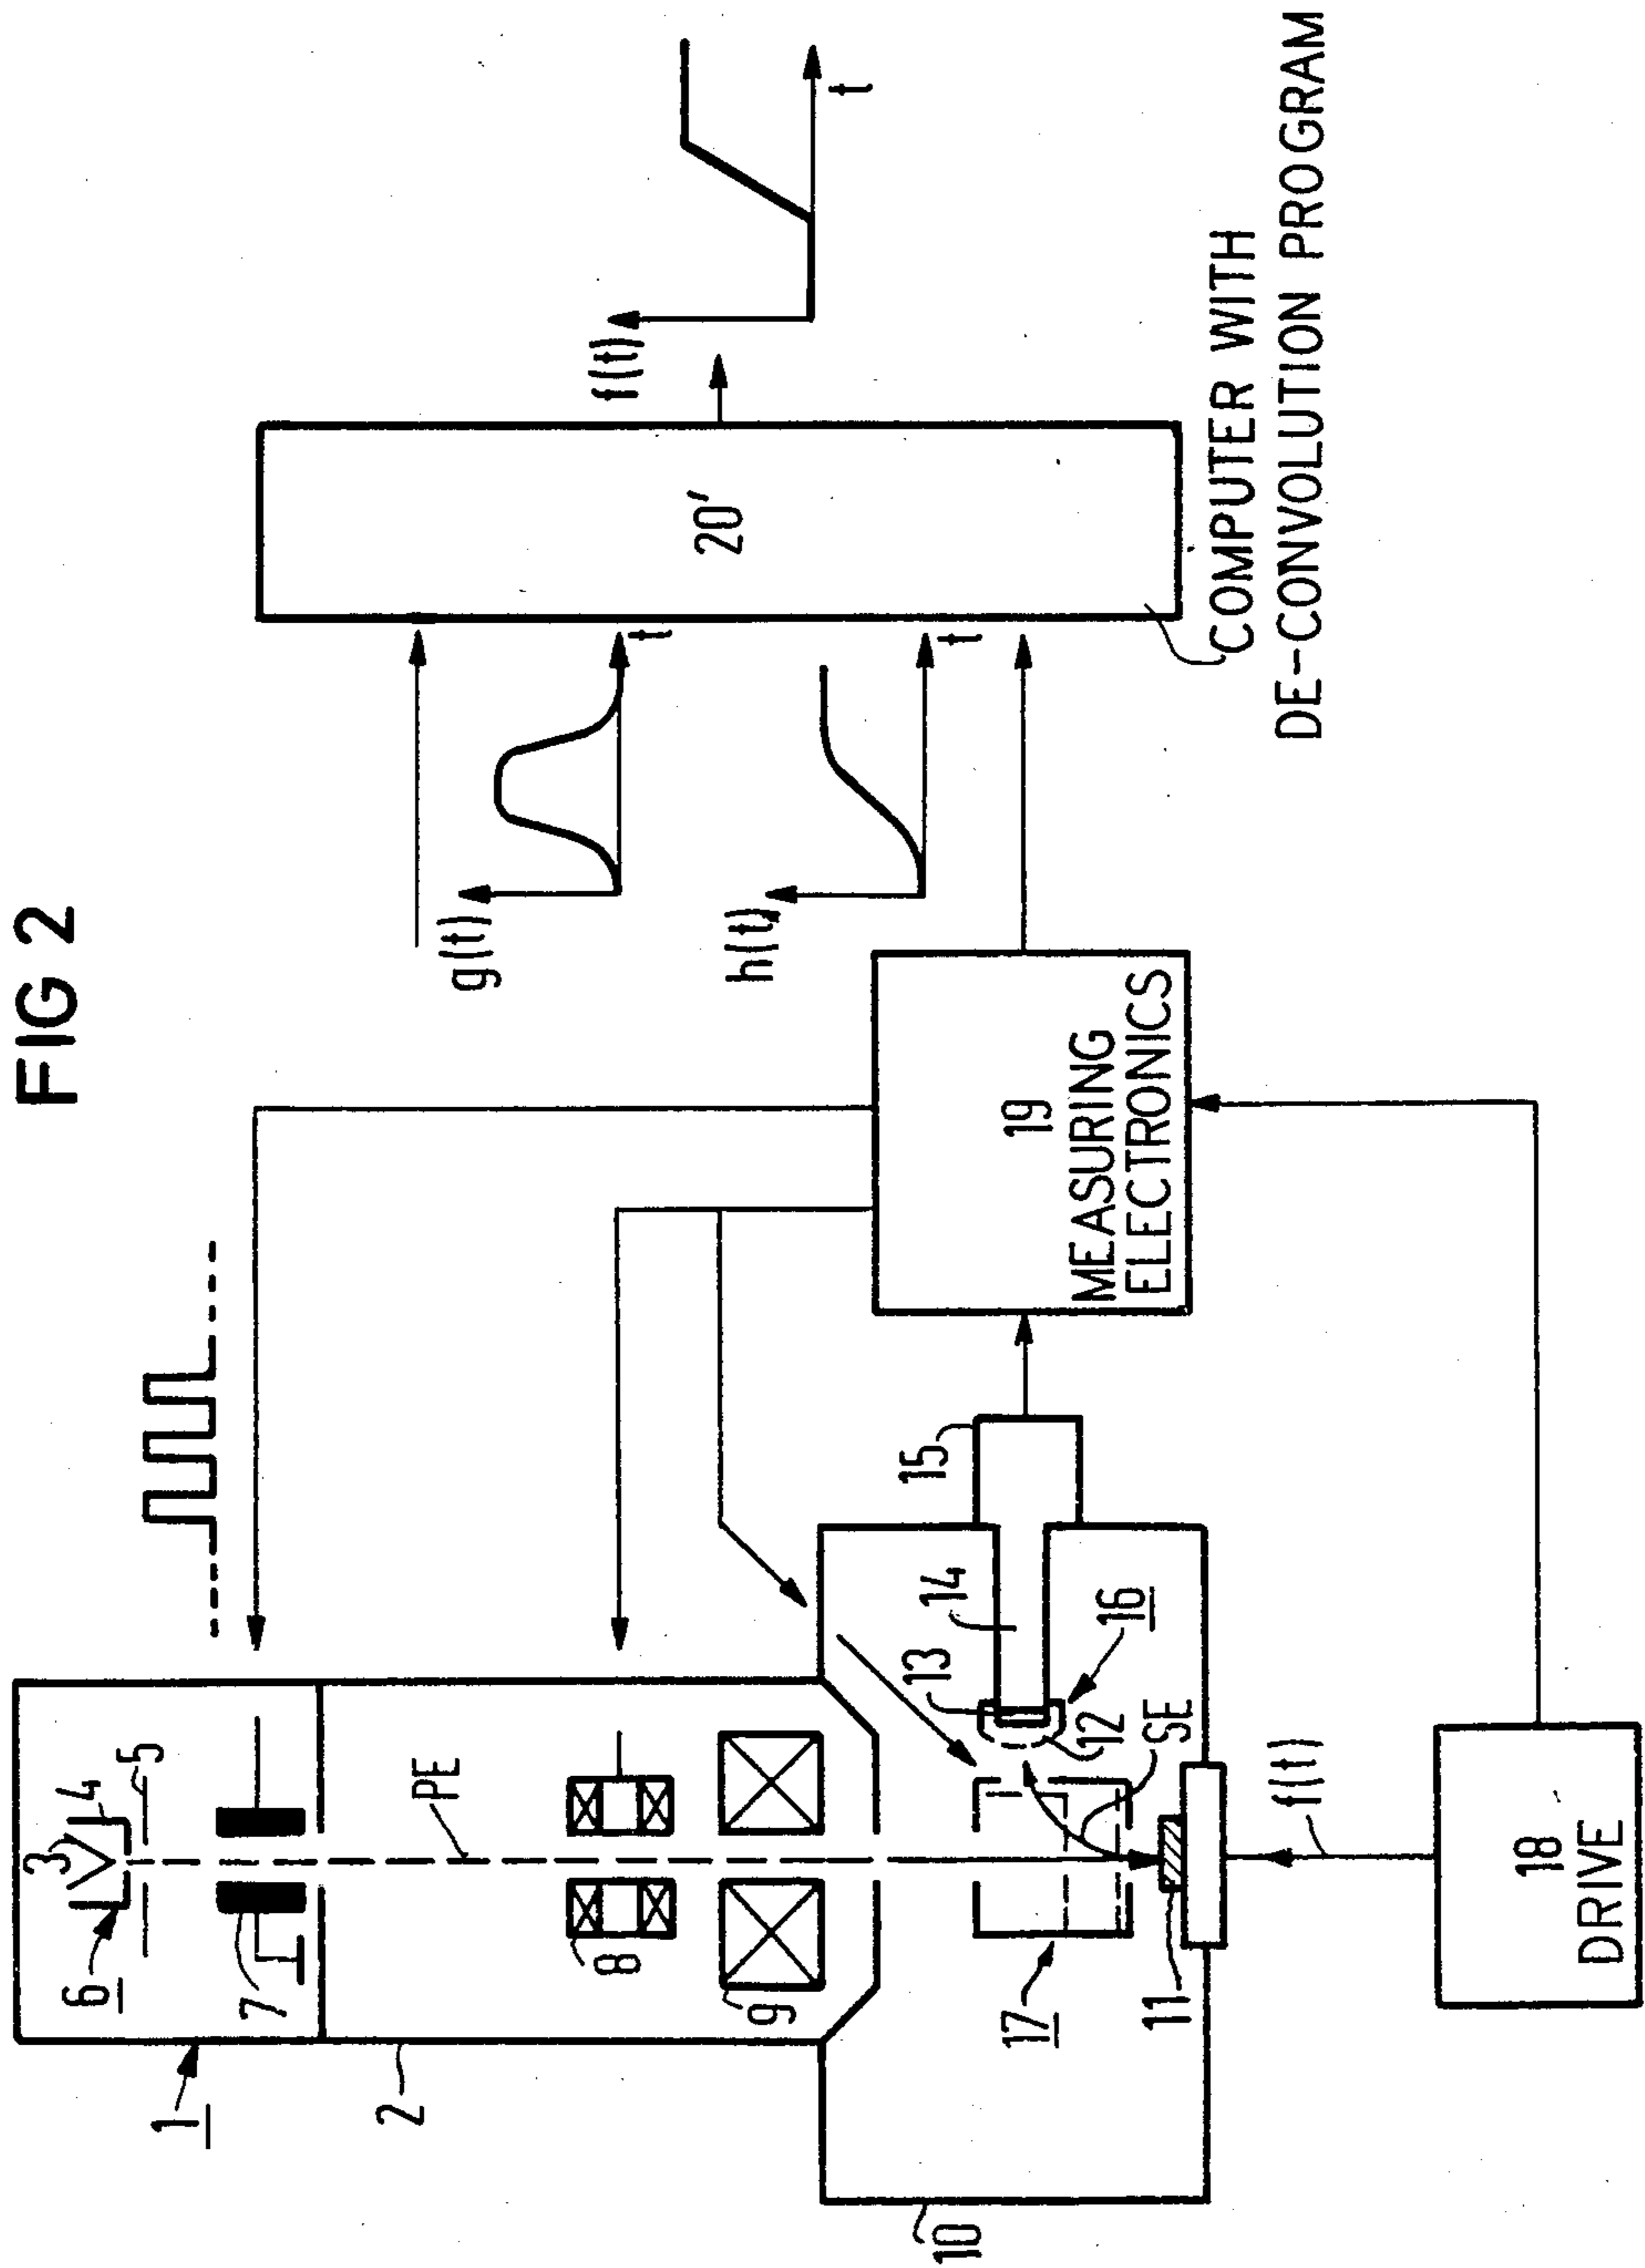 FIG 2
1
2
3
4
5
6
7
PE
8
9
10
11
12
13
14
15
16
17
SE
f(t)
18
DRIVE
19
MEASURING
ELECTRONICS
g(t)
t
h(t)
t
20'
f(t)
t
COMPUTER WITH
DE-CONVOLUTION PROGRAM